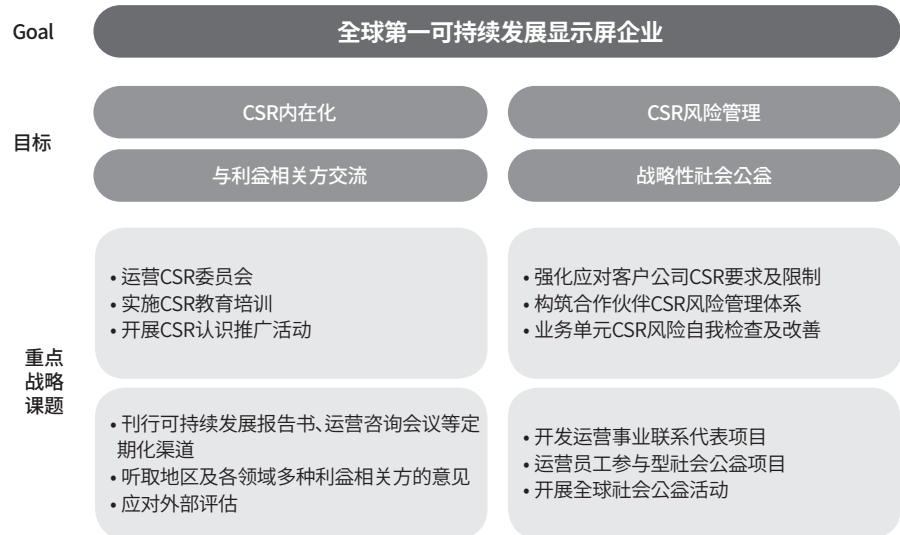 Goal
全球第一可持续发展显示屏企业
目标
CSR内在化
CSR风险管理
与利益相关方交流
战略性社会公益
重点
战略
课题
• 运营CSR委员会
• 实施CSR教育培训
• 开展CSR认识推广活动
• 强化应对客户公司CSR要求及限制
• 构筑合作伙伴CSR风险管理体系
• 业务单元CSR风险自我检查及改善
• 刊行可持续发展报告书、运营咨询会议等定
期化渠道
• 听取地区及各领域多种利益相关方的意见
• 应对外部评估
• 开发运营事业联系代表项目
• 运营员工参与型社会公益项目
• 开展全球社会公益活动